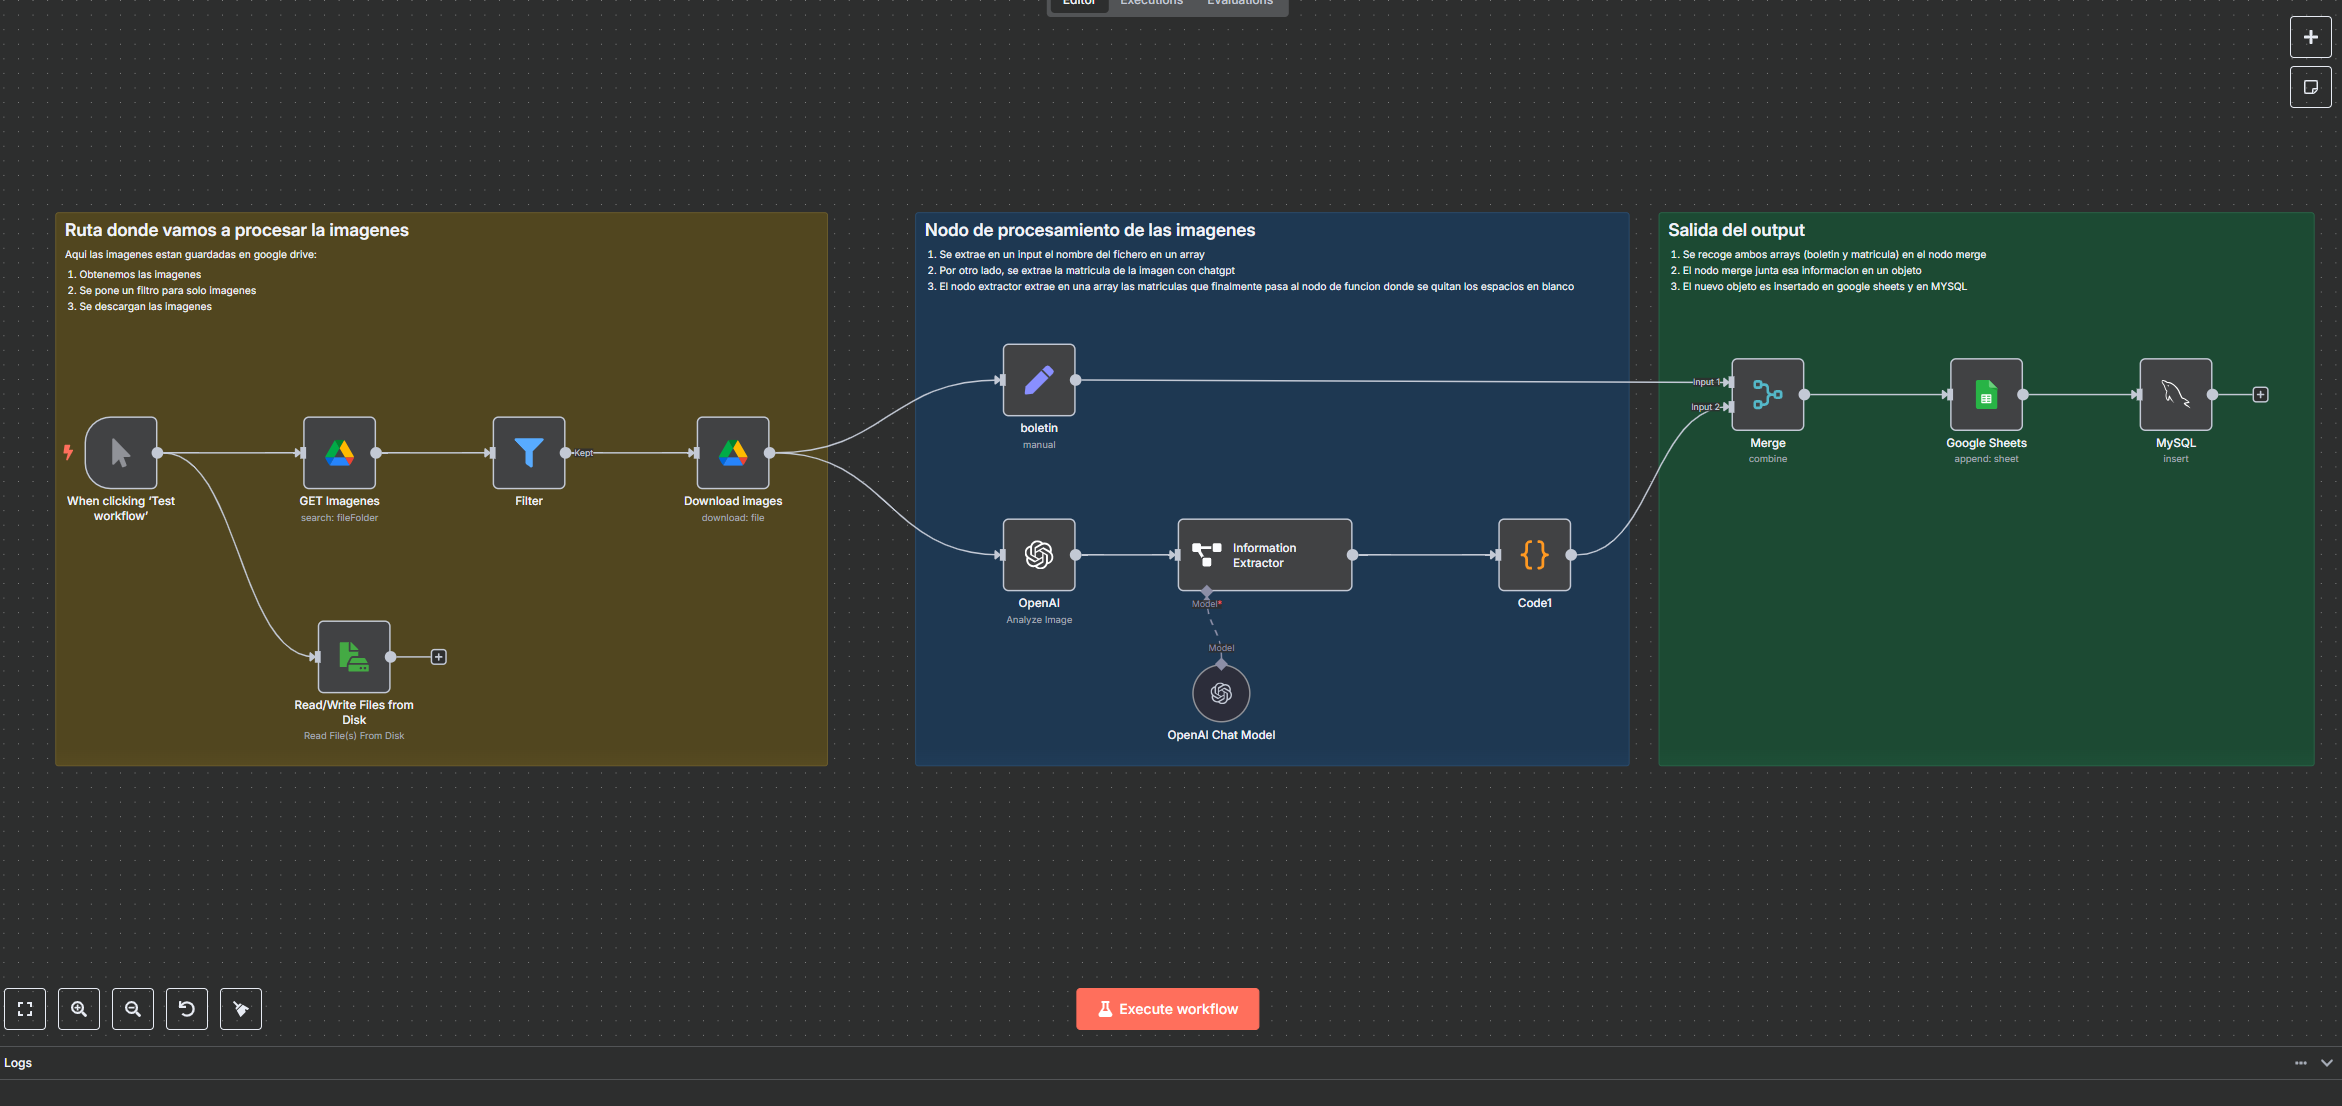 Editor Executions Evaluations
Ruta donde vamos a procesar la imagenes
Aqui las imagenes estan guardadas en google drive:
1. Obtenemos las imagenes
2. Se pone un filtro para solo imagenes
3. Se descargan las imagenes
When clicking ‘Test
workflow’
GET Imagenes
search: fileFolder
Filter
Kept
Download images
download: file
Read/Write Files from
Disk
Read File(s) From Disk
Nodo de procesamiento de las imagenes
1. Se extrae en un input el nombre del fichero en un array
2. Por otro lado, se extrae la matricula de la imagen con chatgpt
3. El nodo extractor extrae en una array las matriculas que finalmente pasa al nodo de funcion donde se quitan los espacios en blanco
boletin
manual
OpenAI
Analyze Image
Information
Extractor
Model*
Model
OpenAI Chat Model
Code1
Salida del output
1. Se recoge ambos arrays (boletin y matricula) en el nodo merge
2. El nodo merge junta esa informacion en un objeto
3. El nuevo objeto es insertado en google sheets y en MYSQL
Input 1
Input 2
Merge
combine
Google Sheets
append: sheet
MySQL
insert
Execute workflow
Logs